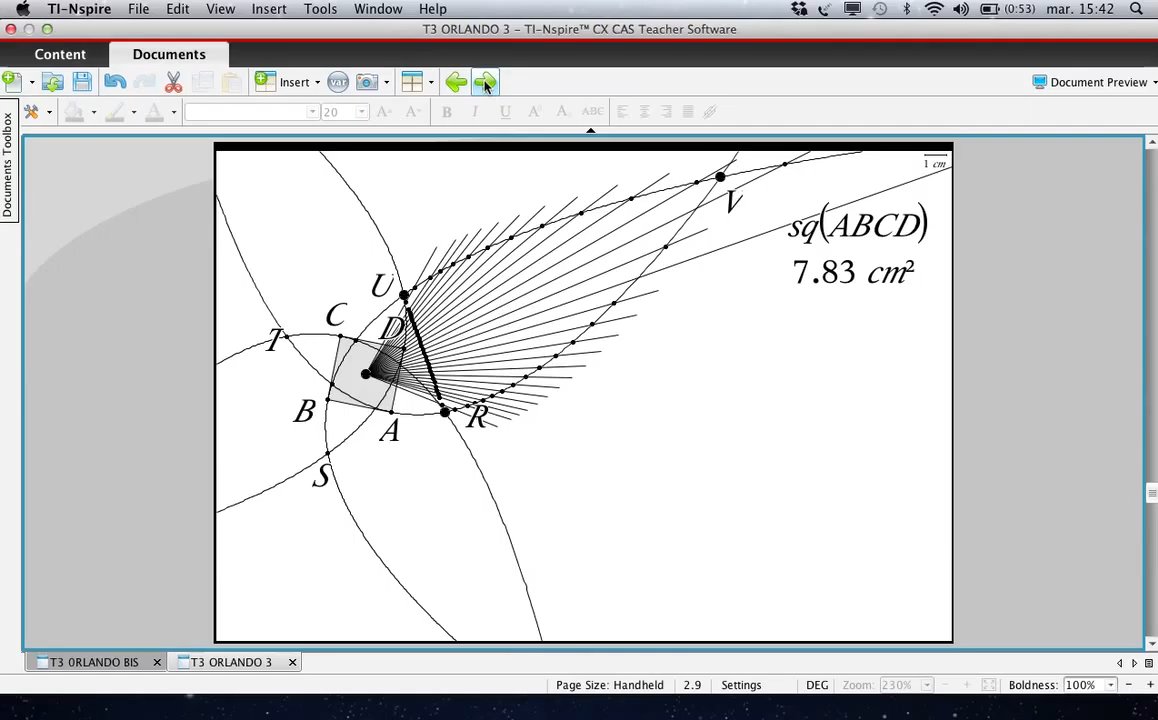 TI-Nspire File Edit View Insert Tools Window Help (0:53) mar. 15:42
T3 ORLANDO 3 - TI-Nspire™ CX CAS Teacher Software
Content Documents
Insert VAR Document Preview
20 A A B I U A A ABC
Documents Toolbox
1 cm
V
sq(ABCD)
7.83 cm²
U
C
D
T
B
A
R
S
T3 ORLANDO BIS T3 ORLANDO 3
Page Size: Handheld 2.9 Settings DEG Zoom: 230% Boldness: 100%